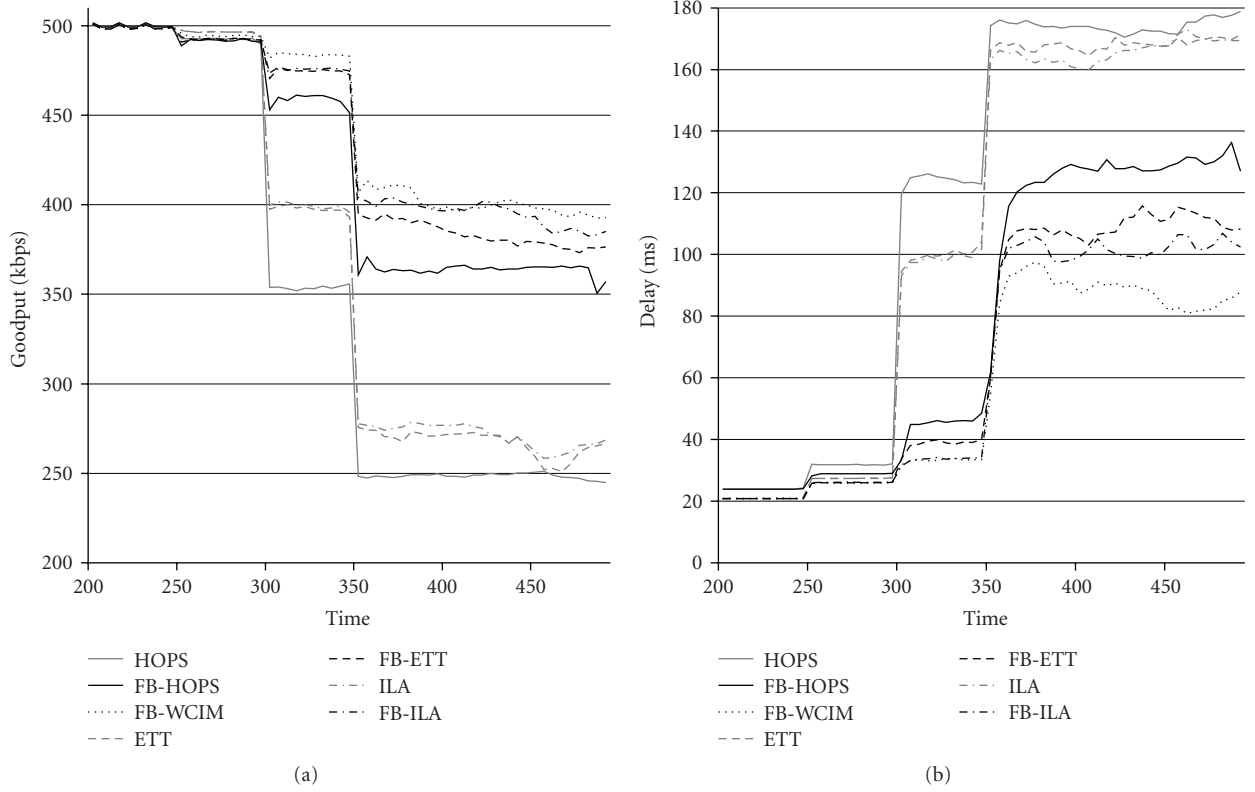 500
450
400
350
300
250
200
Goodput (kbps)
200
250
300
350
400
450
Time
HOPS
FB-HOPS
FB-WCIM
ETT
FB-ETT
ILA
FB-ILA
(a)
180
160
140
120
100
80
60
40
20
0
Delay (ms)
200
250
300
350
400
450
Time
HOPS
FB-HOPS
FB-WCIM
ETT
FB-ETT
ILA
FB-ILA
(b)